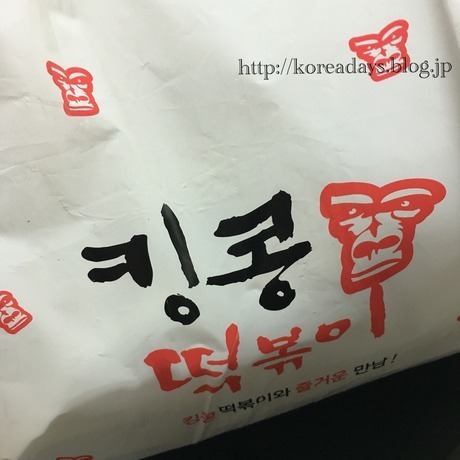 http://koreadays.blog.jp
킹콩
떡볶이
킹콩 떡볶이와 즐거운 만남!